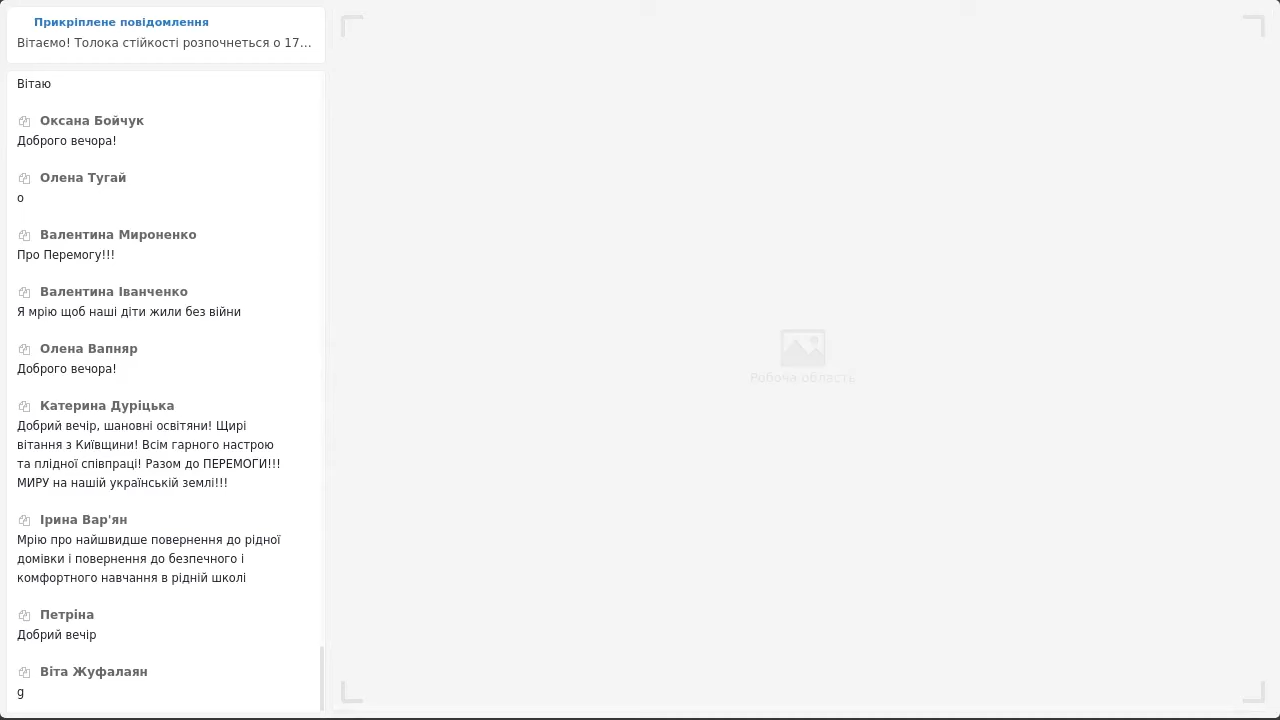 Прикріплене повідомлення
Вітаємо! Толока стійкості розпочнеться о 17...
Вітаю
Оксана Бойчук
Доброго вечора!
Олена Тугай
о
Валентина Мироненко
Про Перемогу!!!
Валентина Іванченко
Я мрію щоб наші діти жили без війни
Олена Вапняр
Доброго вечора!
Катерина Дуріцька
Добрий вечір, шановні освітяни! Щирі
вітання з Київщини! Всім гарного настрою
та плідної співпраці! Разом до ПЕРЕМОГИ!!!
МИРУ на нашій українській землі!!!
Ірина Вар'ян
Мрію про найшвидше повернення до рідної
домівки і повернення до безпечного і
комфортного навчання в рідній школі
Петріна
Добрий вечір
Віта Жуфалаян
g
Робоча область